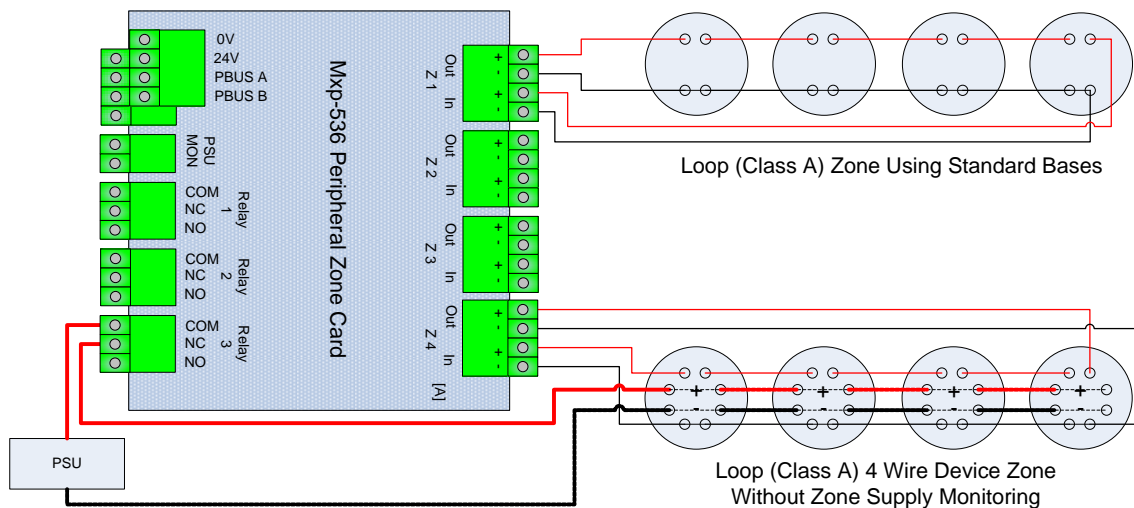 0V
24V
PBUS A
PBUS B
PSU
MON
COM
NC
NO
Relay
1
COM
NC
NO
Relay
2
COM
NC
NO
Relay
3
Mxp-536 Peripheral Zone Card
[A]
Z 1
Out
In
+
-
+
-
Z 2
Out
In
+
-
+
-
Z 3
Out
In
+
-
+
-
Z 4
Out
In
+
-
+
-
Loop (Class A) Zone Using Standard Bases
+
+
+
+
-
-
-
-
PSU
Loop (Class A) 4 Wire Device Zone
Without Zone Supply Monitoring